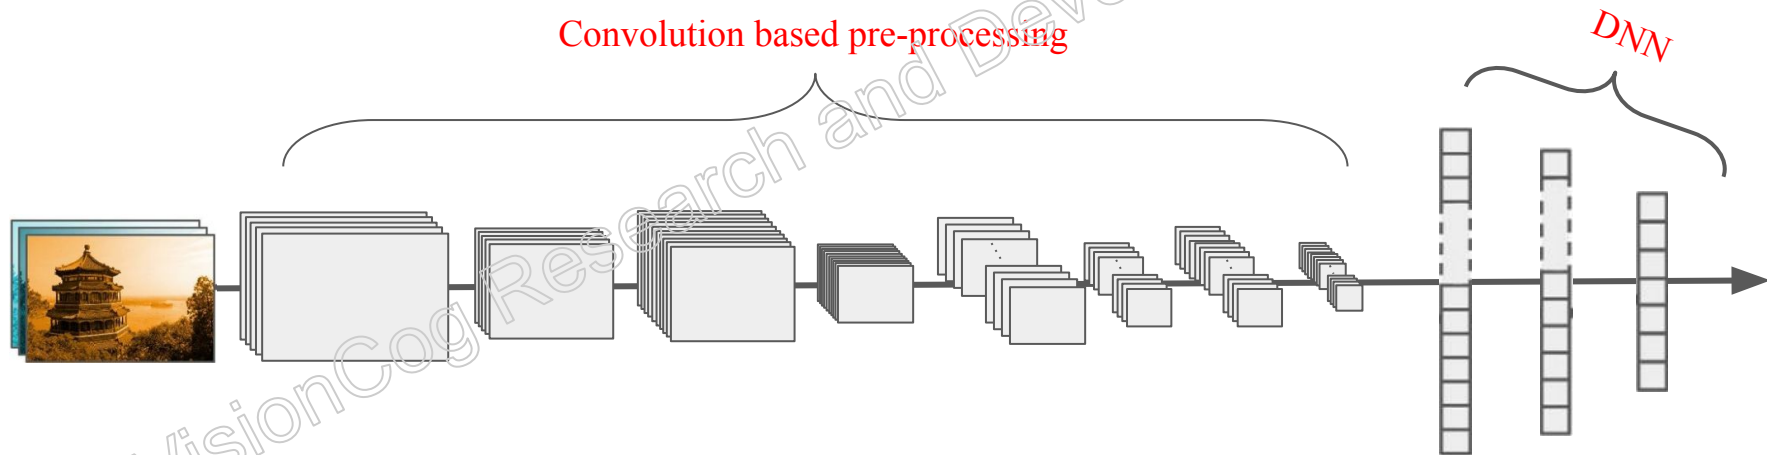 Convolution based pre-processing
DNN
VisionCog Research and Deve